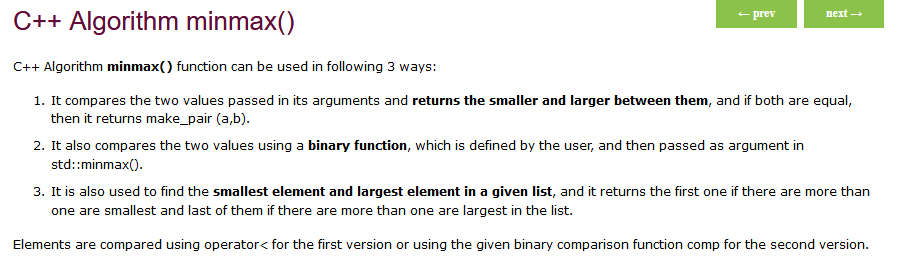 C++ Algorithm minmax()
← prev
next →
C++ Algorithm minmax() function can be used in following 3 ways:
1. It compares the two values passed in its arguments and returns the smaller and larger between them, and if both are equal,
then it returns make_pair (a,b).
2. It also compares the two values using a binary function, which is defined by the user, and then passed as argument in
std::minmax().
3. It is also used to find the smallest element and largest element in a given list, and it returns the first one if there are more than
one are smallest and last of them if there are more than one are largest in the list.
Elements are compared using operator< for the first version or using the given binary comparison function comp for the second version.